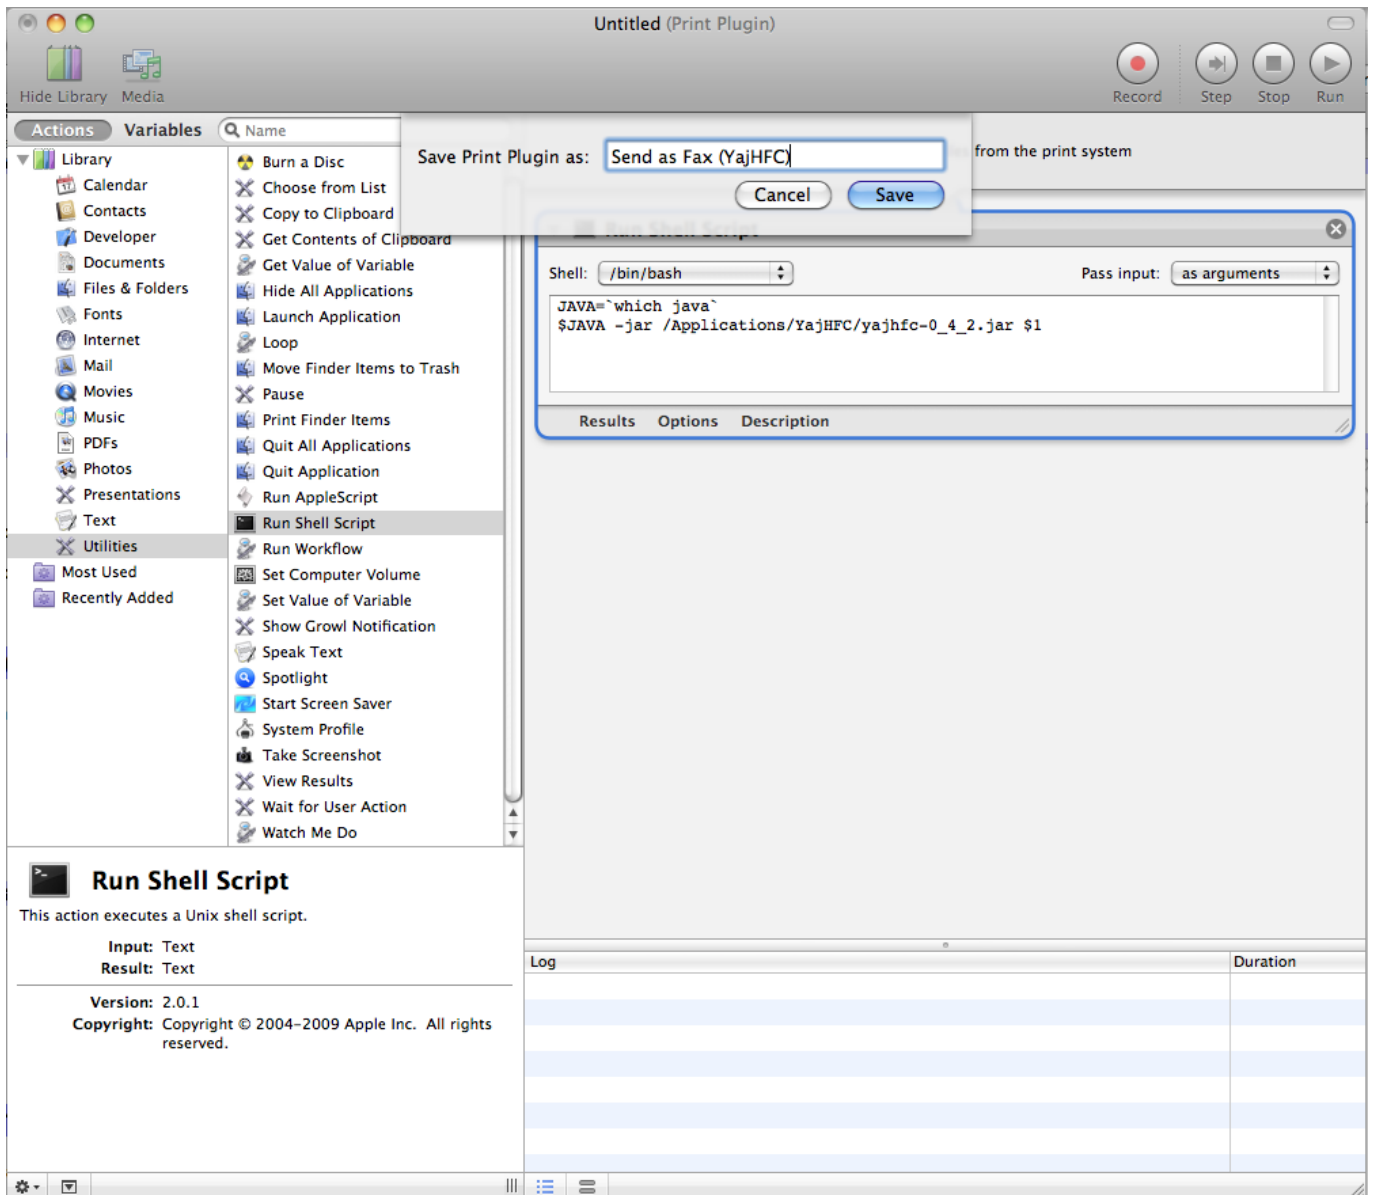 Untitled (Print Plugin)
Hide Library
Media
Record
Step
Stop
Run
Actions
Variables
Name
Save Print Plugin as:
Send as Fax (YajHFC)
from the print system
Cancel
Save
Library
Calendar
Contacts
Developer
Documents
Files & Folders
Fonts
Internet
Mail
Movies
Music
PDFs
Photos
Presentations
Text
Utilities
Most Used
Recently Added
Burn a Disc
Choose from List
Copy to Clipboard
Get Contents of Clipboard
Get Value of Variable
Hide All Applications
Launch Application
Loop
Move Finder Items to Trash
Pause
Print Finder Items
Quit All Applications
Quit Application
Run AppleScript
Run Shell Script
Run Workflow
Set Computer Volume
Set Value of Variable
Show Growl Notification
Speak Text
Spotlight
Start Screen Saver
System Profile
Take Screenshot
View Results
Wait for User Action
Watch Me Do
Run Shell Script
Shell: /bin/bash
Pass input: as arguments
JAVA=`which java`
$JAVA -jar /Applications/YajHFC/yajhfc-0_4_2.jar $1
Results
Options
Description
Run Shell Script
This action executes a Unix shell script.
Input: Text
Result: Text
Version: 2.0.1
Copyright: Copyright © 2004-2009 Apple Inc. All rights
reserved.
Log
Duration